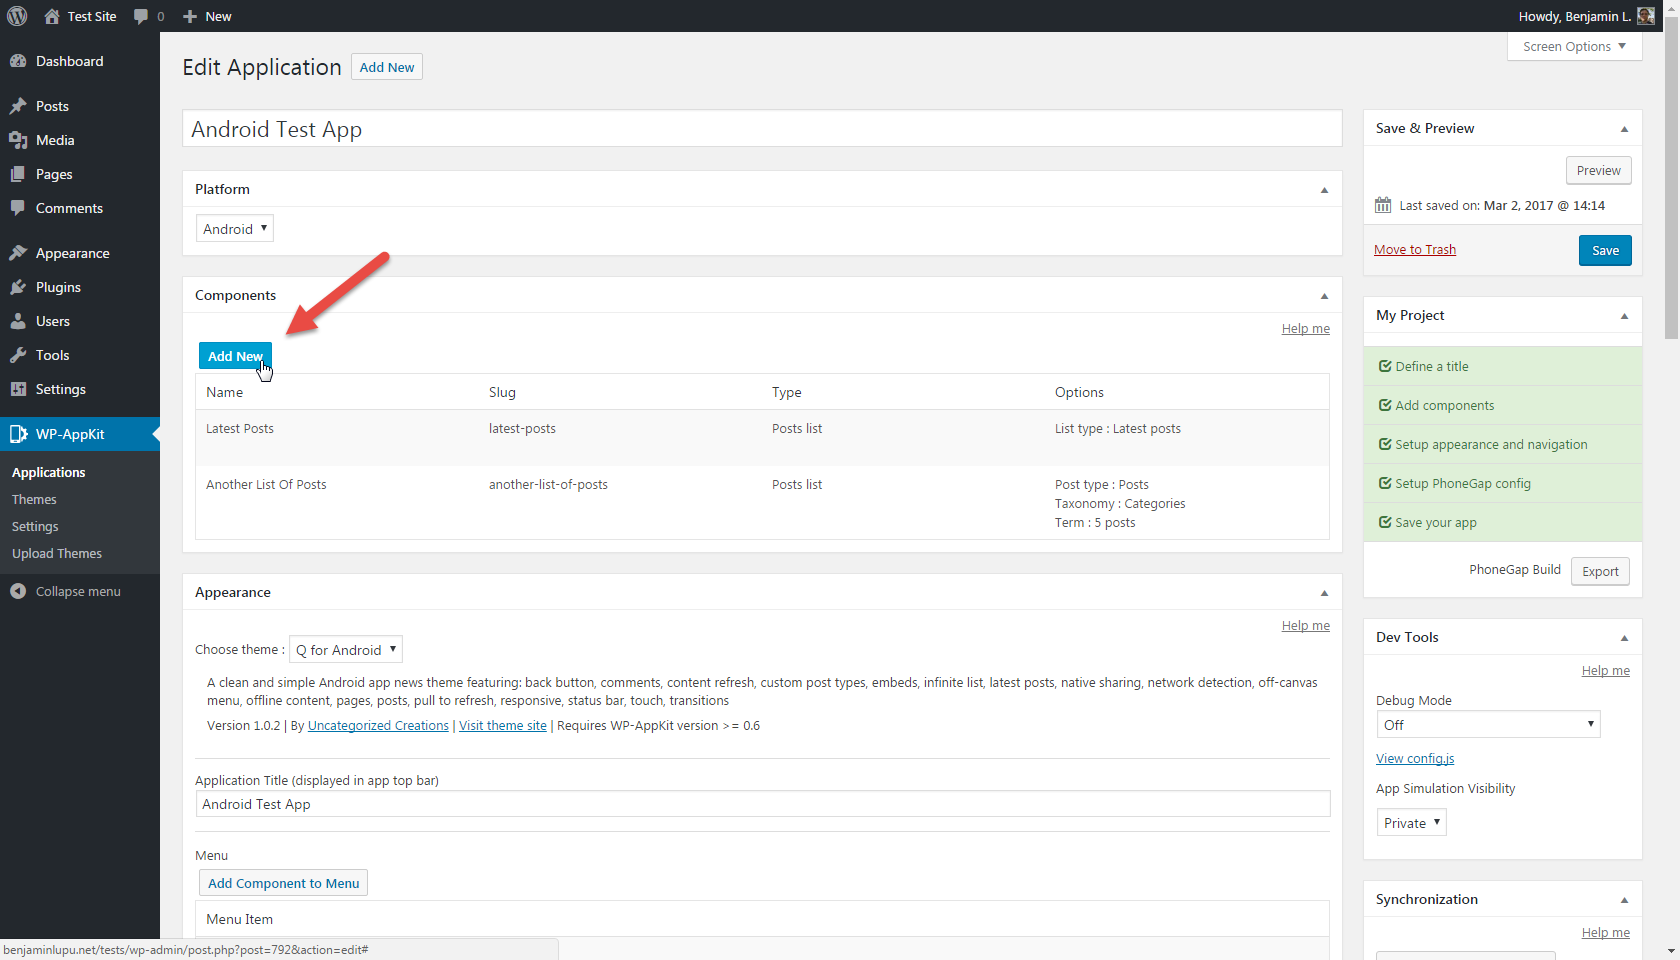 Test Site
0
New
Howdy, Benjamin L.
Screen Options
Dashboard
Posts
Media
Pages
Comments
Appearance
Plugins
Users
Tools
Settings
WP-AppKit
Applications
Themes
Settings
Upload Themes
Collapse menu
Edit Application
Add New
Android Test App
Platform
Android
Components
Help me
Add New
Name Slug Type Options
Latest Posts latest-posts Posts list List type : Latest posts
Another List Of Posts another-list-of-posts Posts list Post type : Posts
Taxonomy : Categories
Term : 5 posts
Appearance
Help me
Choose theme : Q for Android
A clean and simple Android app news theme featuring: back button, comments, content refresh, custom post types, embeds, infinite list, latest posts, native sharing, network detection, off-canvas
menu, offline content, pages, posts, pull to refresh, responsive, status bar, touch, transitions
Version 1.0.2 | By Uncategorized Creations | Visit theme site | Requires WP-AppKit version >= 0.6
Application Title (displayed in app top bar)
Android Test App
Menu
Add Component to Menu
Menu Item
Save & Preview
Preview
Last saved on: Mar 2, 2017 @ 14:14
Move to Trash
Save
My Project
Define a title
Add components
Setup appearance and navigation
Setup PhoneGap config
Save your app
PhoneGap Build
Export
Dev Tools
Help me
Debug Mode
Off
View config.js
App Simulation Visibility
Private
Synchronization
Help me
benjaminlupu.net/tests/wp-admin/post.php?post=792&action=edit#